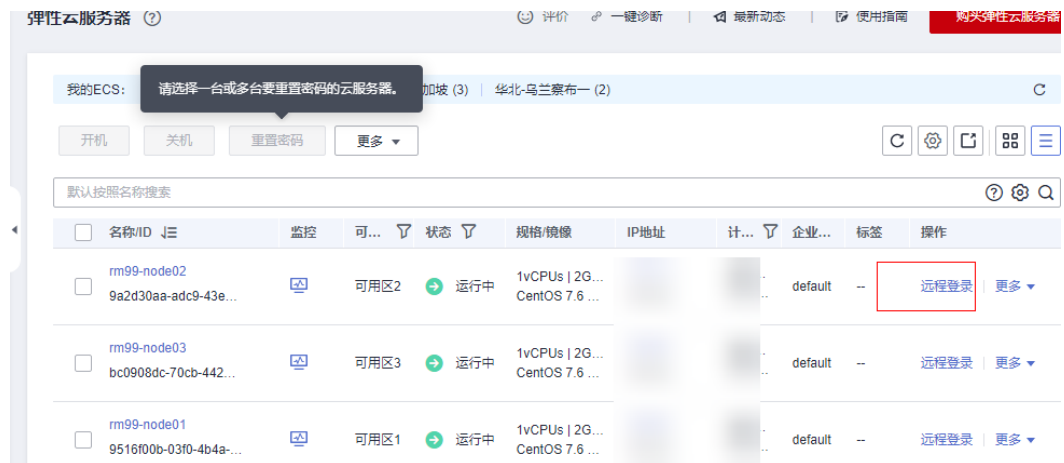 弹性云服务器 ? 评价 一键诊断 | 最新动态 | 使用指南 购买弹性云服务器
我的ECS: 请选择一台或多台要重置密码的云服务器。 加坡 (3) | 华北-乌兰察布一 (2)
开机 关机 重置密码 更多
默认按照名称搜索
名称/ID 监控 可... 状态 规格/镜像 IP地址 计... 企业... 标签 操作
rm99-node02
9a2d30aa-adc9-43e...
可用区2 运行中
1vCPUs | 2G...
CentOS 7.6 ...
default -- 远程登录 | 更多
rm99-node03
bc0908dc-70cb-442...
可用区3 运行中
1vCPUs | 2G...
CentOS 7.6 ...
default -- 远程登录 | 更多
rm99-node01
9516f00b-03f0-4b4a-...
可用区1 运行中
1vCPUs | 2G...
CentOS 7.6 ...
default -- 远程登录 | 更多